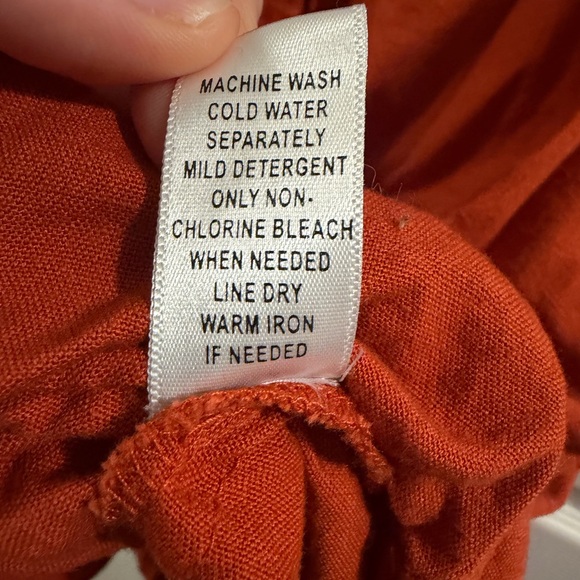 MACHINE WASH
COLD WATER
SEPARATELY
MILD DETERGENT
ONLY NON-
CHLORINE BLEACH
WHEN NEEDED
LINE DRY
WARM IRON
IF NEEDED